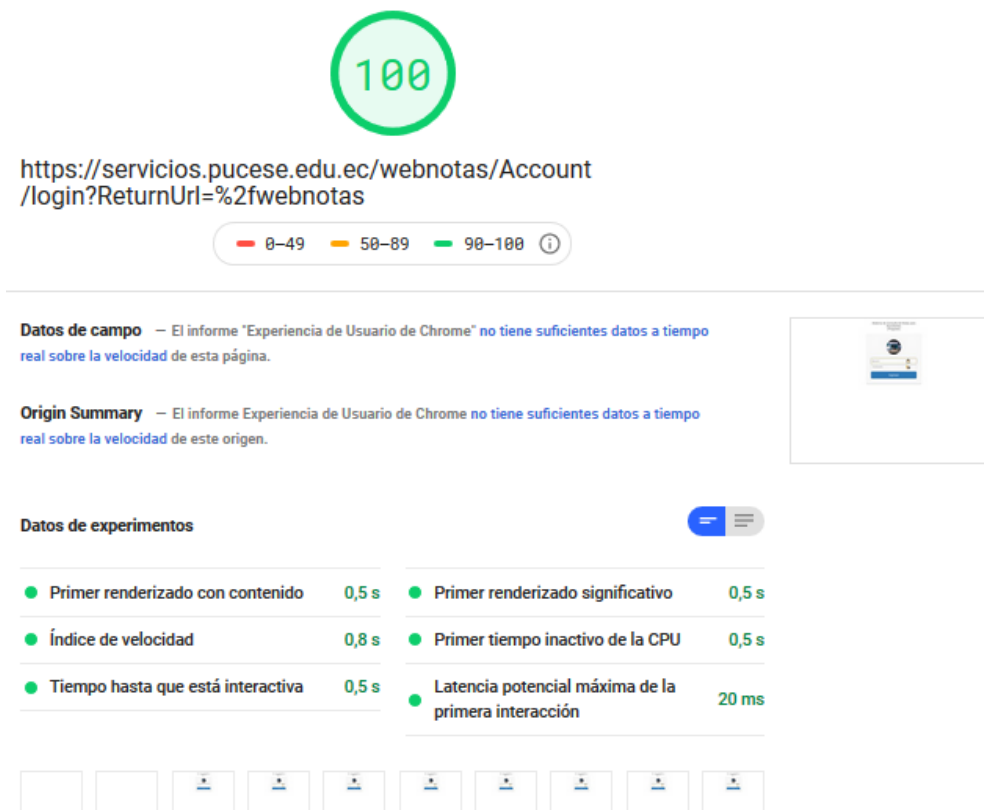 100
https://servicios.pucese.edu.ec/webnotas/Account
/login?ReturnUrl=%2fwebnotas
0–49 50–89 90–100
Datos de campo — El informe "Experiencia de Usuario de Chrome" no tiene suficientes datos a tiempo
real sobre la velocidad de esta página.
Origin Summary — El informe Experiencia de Usuario de Chrome no tiene suficientes datos a tiempo
real sobre la velocidad de este origen.
Datos de experimentos
Primer renderizado con contenido 0,5 s
Primer renderizado significativo 0,5 s
Índice de velocidad 0,8 s
Primer tiempo inactivo de la CPU 0,5 s
Tiempo hasta que está interactiva 0,5 s
Latencia potencial máxima de la
primera interacción 20 ms